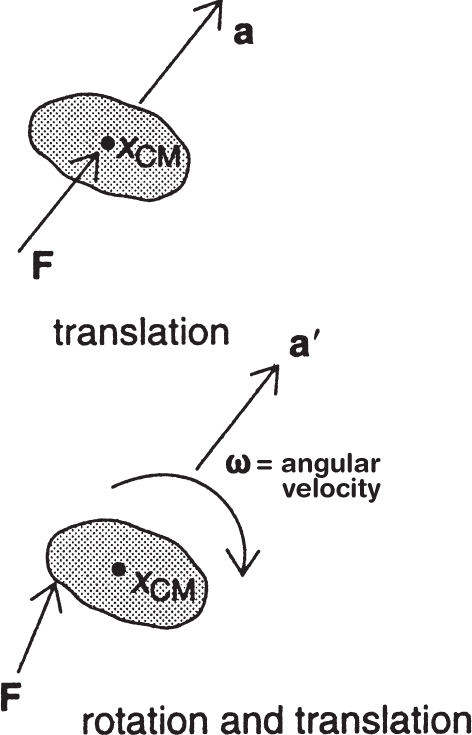 a
xCM
F
translation
a′
ω = angular
velocity
xCM
F
rotation and translation